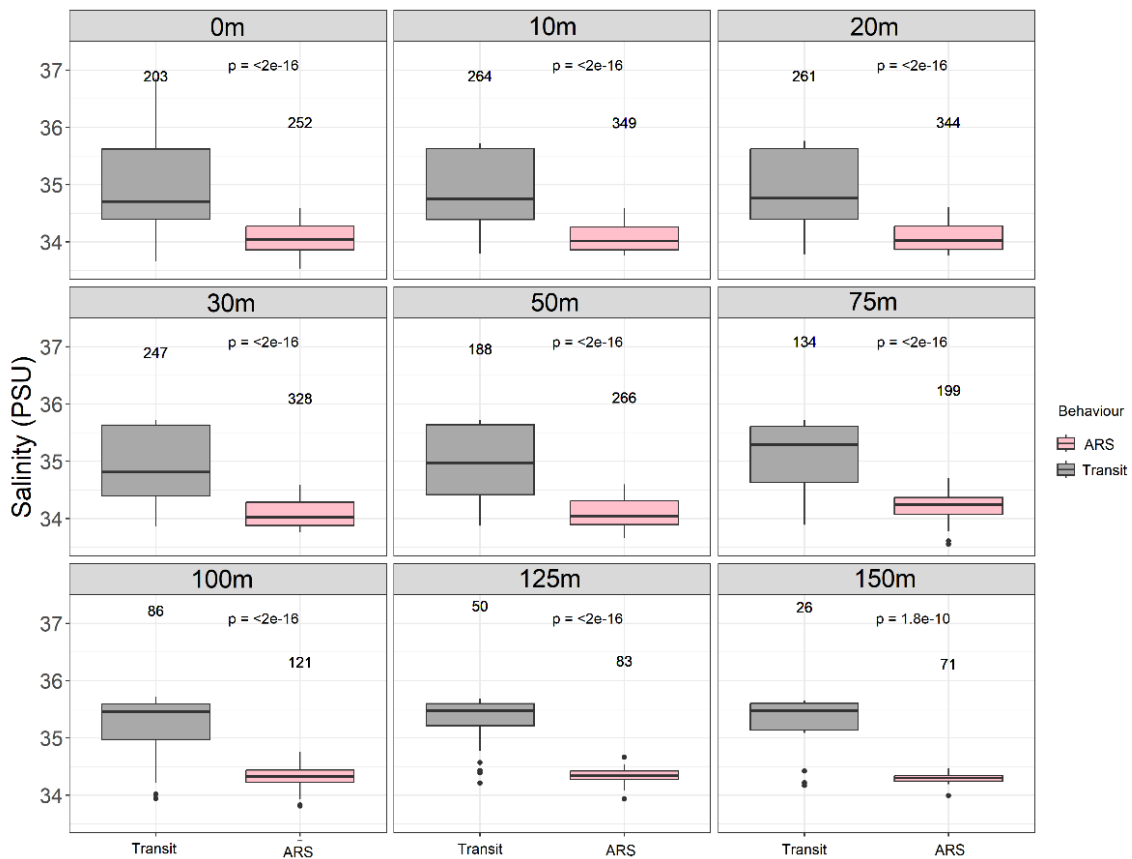 0m 10m 20m
37 203 p = <2e-16 264 p = <2e-16 261 p = <2e-16
36 252 349 344
35
34
30m 50m 75m
37 247 p = <2e-16 188 p = <2e-16 134 p = <2e-16
36 328 266 199
35
34
Salinity (PSU)
Behaviour
ARS
Transit
100m 125m 150m
37 86 p = <2e-16 50 p = <2e-16 26 p = 1.8e-10
36 121 83 71
35
34
Transit ARS Transit ARS Transit ARS